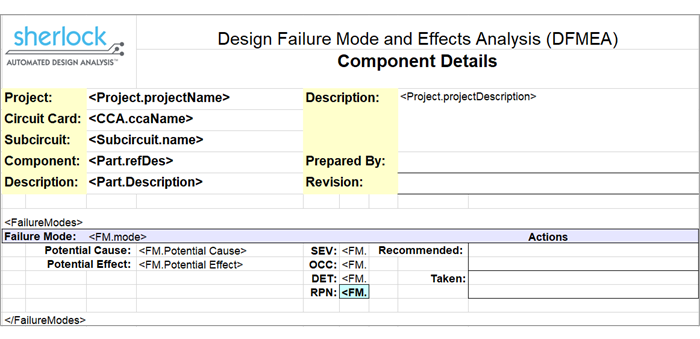 sherlock
AUTOMATED DESIGN ANALYSIS™
Design Failure Mode and Effects Analysis (DFMEA)
Component Details
Project: <Project.projectName> Description: <Project.projectDescription>
Circuit Card: <CCA.ccaName>
Subcircuit: <Subcircuit.name>
Component: <Part.refDes> Prepared By:
Description: <Part.Description> Revision:
<FailureModes>
Failure Mode: <FM.mode> Actions
Potential Cause: <FM.Potential Cause> SEV: <FM. Recommended:
Potential Effect: <FM.Potential Effect> OCC: <FM.
DET: <FM. Taken:
RPN: <FM.
</FailureModes>